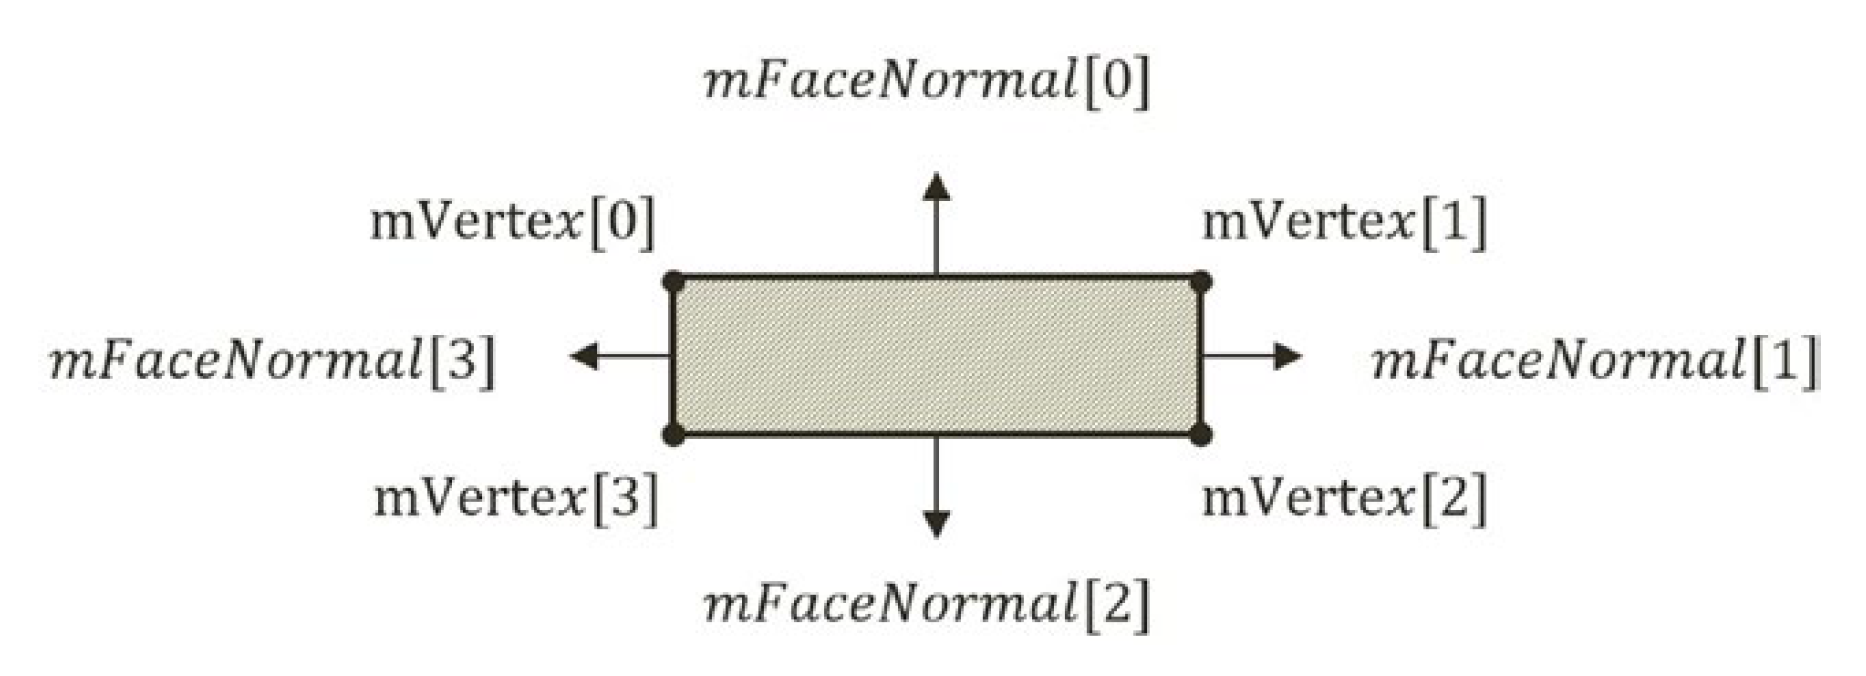 mFaceNormal[0]
mVertex[0]
mVertex[1]
mFaceNormal[3]
mFaceNormal[1]
mVertex[3]
mVertex[2]
mFaceNormal[2]